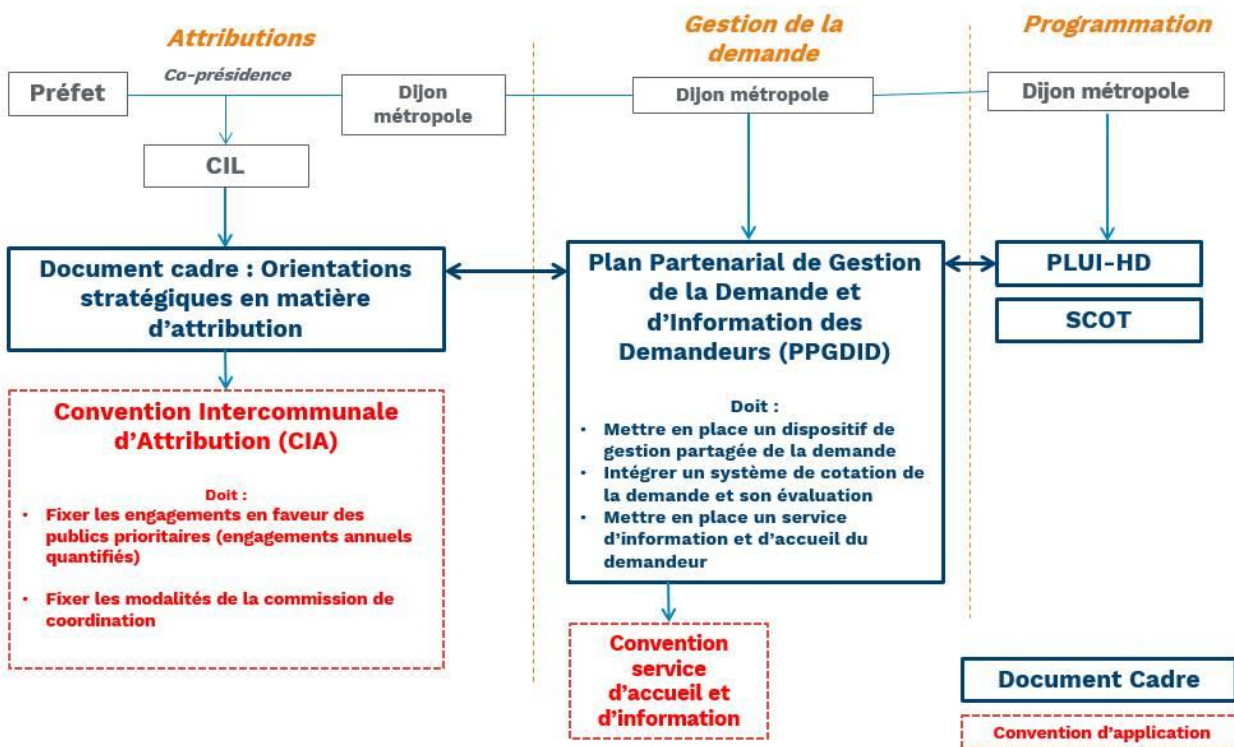 Attributions
Gestion de la
demande
Programmation
Préfet
Co-présidence
Dijon
métropole
Dijon métropole
Dijon métropole
CIL
Document cadre : Orientations
stratégiques en matière
d’attribution
Convention Intercommunale
d’Attribution (CIA)
Doit :
• Fixer les engagements en faveur des
publics prioritaires (engagements annuels
quantifiés)
• Fixer les modalités de la commission de
coordination
Plan Partenarial de Gestion
de la Demande et
d’Information des
Demandeurs (PPGDID)
Doit :
• Mettre en place un dispositif de
gestion partagée de la demande
• Intégrer un système de cotation de
la demande et son évaluation
• Mettre en place un service
d’information et d’accueil du
demandeur
Convention
service
d’accueil et
d’information
PLUI-HD
SCOT
Document Cadre
Convention d’application